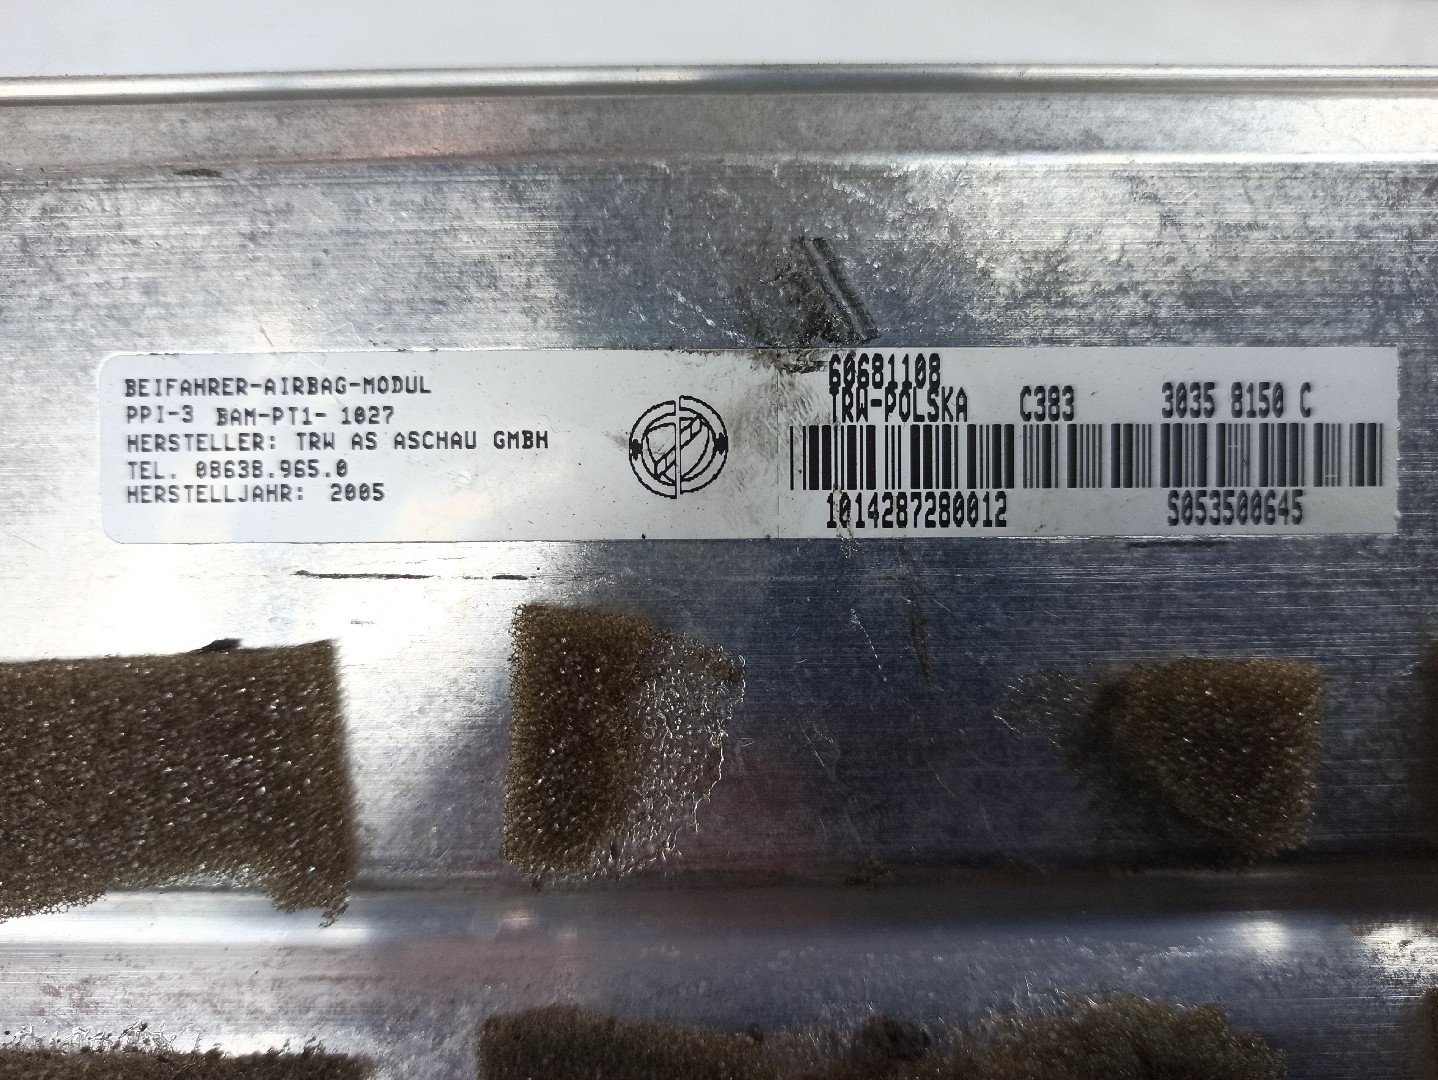 BEIFAHRER-AIRBAG-MODUL
PPI-3 BAM-PT1- 1027
HERSTELLER: TRW AS ASCHAU GMBH
TEL. 08638.965.0
HERSTELLJAHR: 2005
60681108
TRW-POLSKA C383 3035 8150 C
1014287280012 S053500645